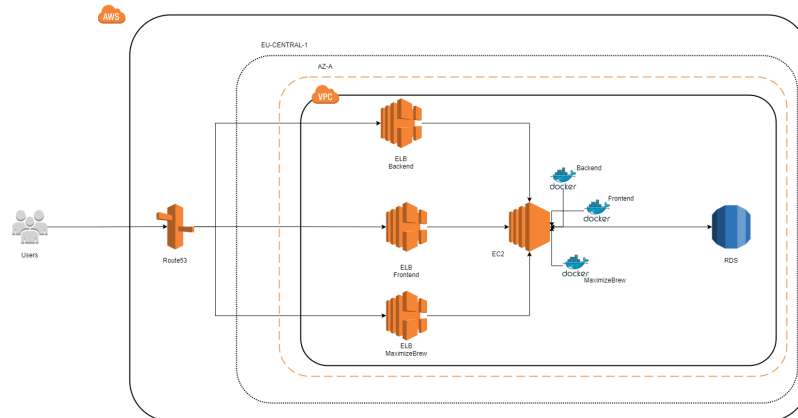 AWS
EU-CENTRAL-1
AZ-A
VPC
ELB
Backend
Backend
docker
Frontend
docker
Users
Route53
ELB
Frontend
EC2
docker
MaximizeBrew
RDS
ELB
MaximizeBrew